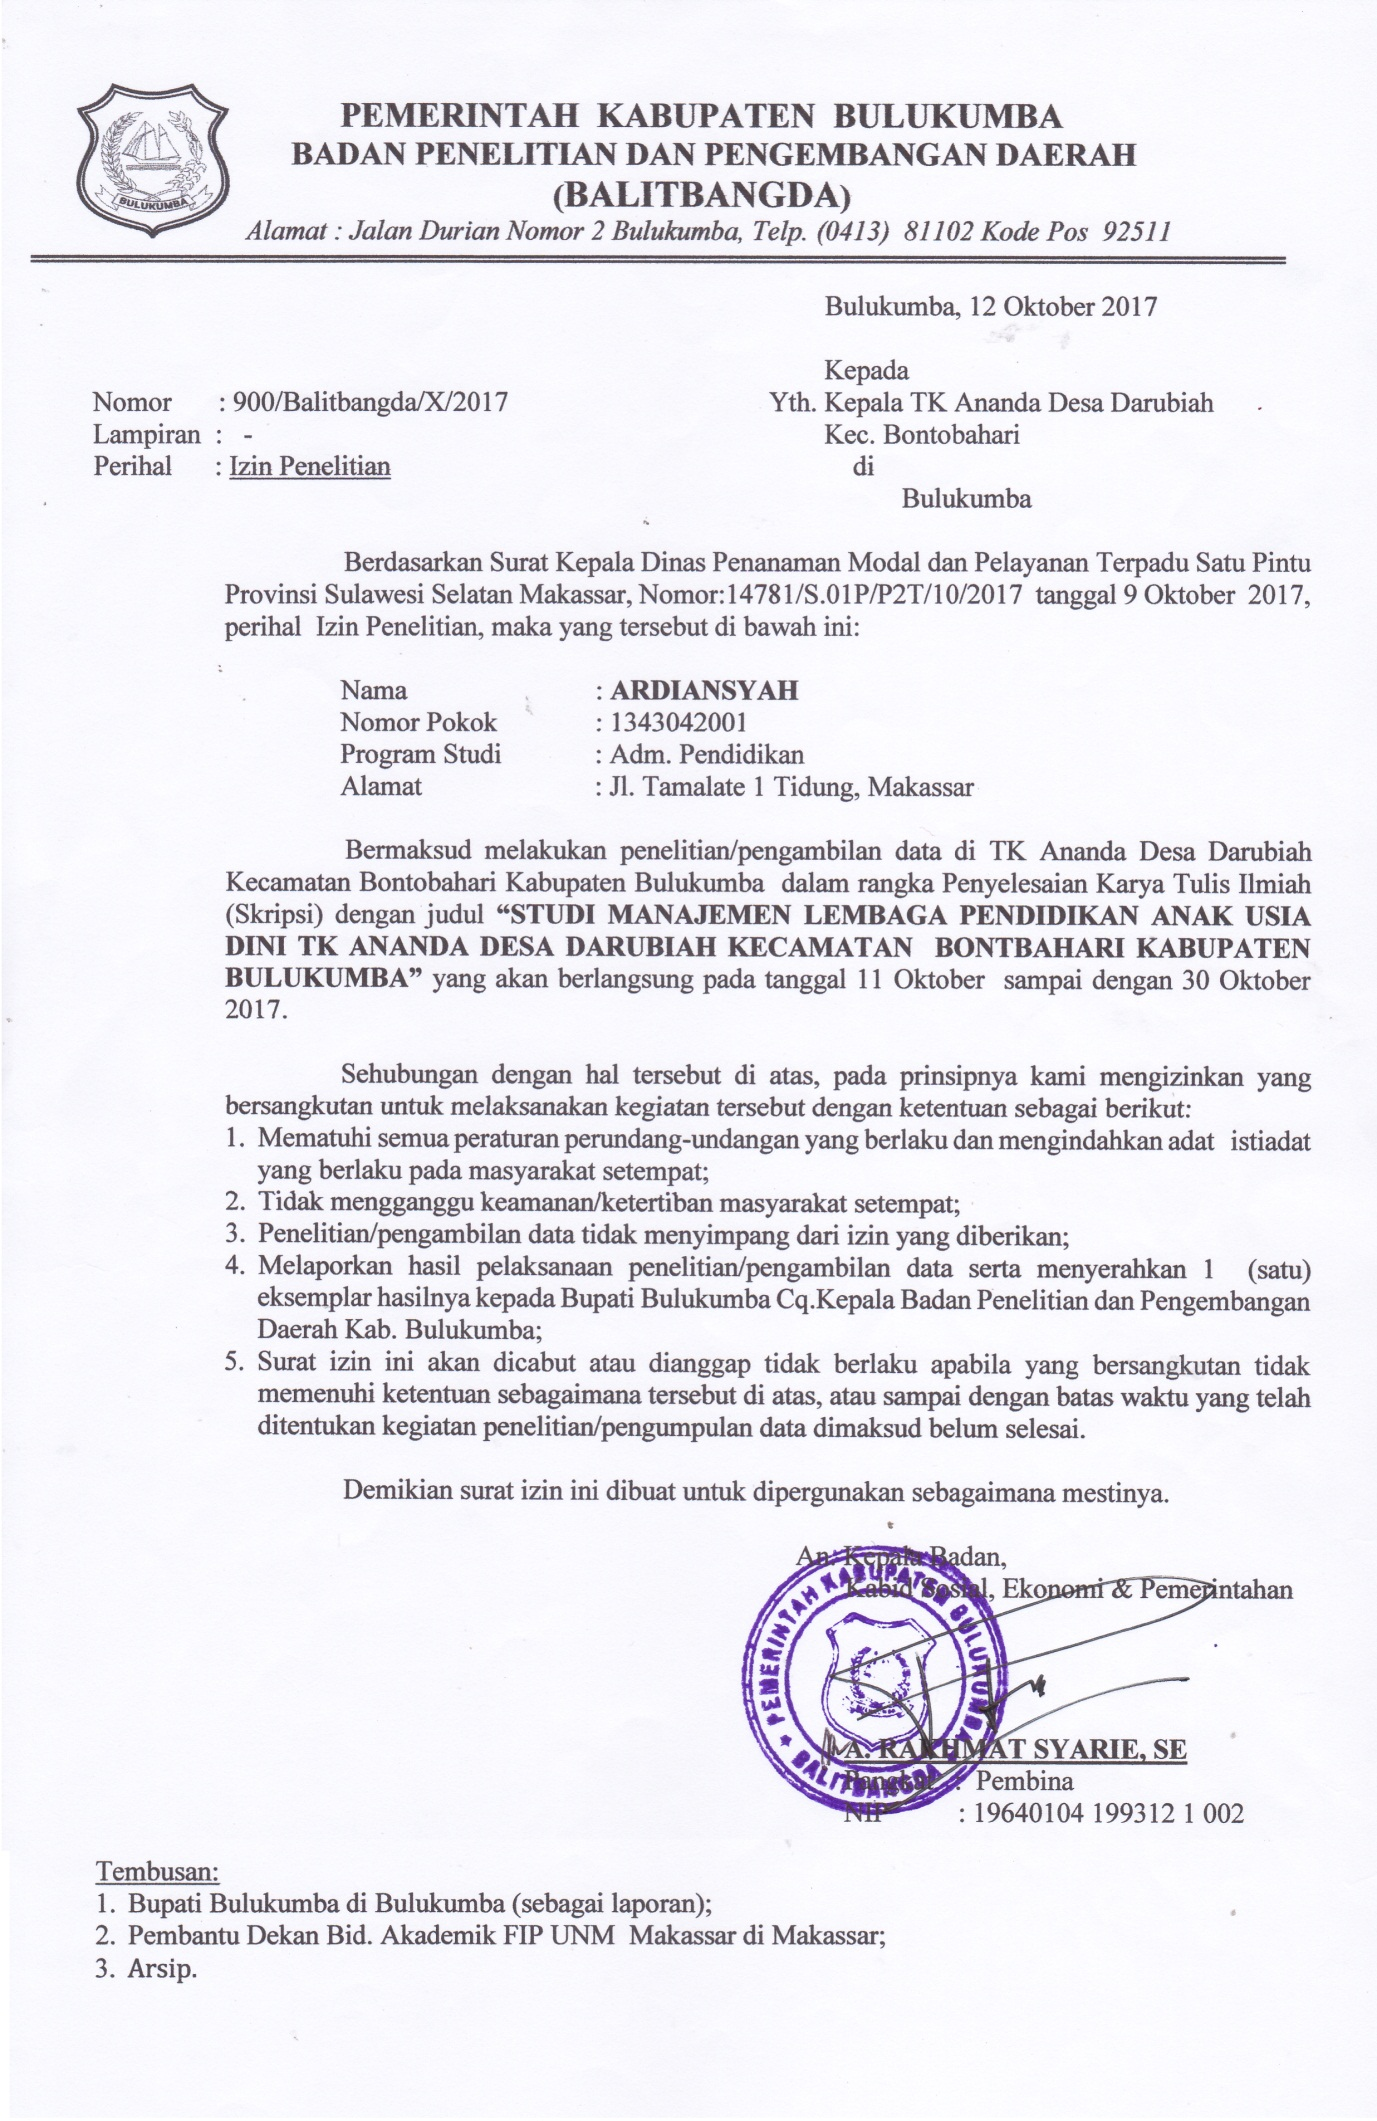 PEMERINTAH KABUPATEN BULUKUMBA
BADAN PENELITIAN DAN PENGEMBANGAN DAERAH
(BALITBANGDA)
Alamat : Jalan Durian Nomor 2 Bulukumba, Telp. (0413) 81102 Kode Pos 92511
BULUKUMBA
Bulukumba, 12 Oktober 2017
Kepada
Nomor : 900/Balitbangda/X/2017
Yth. Kepala TK Ananda Desa Darubiah
Lampiran : -
Kec. Bontobahari
Perihal : Izin Penelitian
di
Bulukumba
Berdasarkan Surat Kepala Dinas Penanaman Modal dan Pelayanan Terpadu Satu Pintu
Provinsi Sulawesi Selatan Makassar, Nomor:14781/S.01P/P2T/10/2017 tanggal 9 Oktober 2017,
perihal Izin Penelitian, maka yang tersebut di bawah ini:
Nama : ARDIANSYAH
Nomor Pokok : 1343042001
Program Studi : Adm. Pendidikan
Alamat : Jl. Tamalate 1 Tidung, Makassar
Bermaksud melakukan penelitian/pengambilan data di TK Ananda Desa Darubiah
Kecamatan Bontobahari Kabupaten Bulukumba dalam rangka Penyelesaian Karya Tulis Ilmiah
(Skripsi) dengan judul “STUDI MANAJEMEN LEMBAGA PENDIDIKAN ANAK USIA
DINI TK ANANDA DESA DARUBIAH KECAMATAN BONTBAHARI KABUPATEN
BULUKUMBA” yang akan berlangsung pada tanggal 11 Oktober sampai dengan 30 Oktober
2017.
Sehubungan dengan hal tersebut di atas, pada prinsipnya kami mengizinkan yang
bersangkutan untuk melaksanakan kegiatan tersebut dengan ketentuan sebagai berikut:
1. Mematuhi semua peraturan perundang-undangan yang berlaku dan mengindahkan adat istiadat
yang berlaku pada masyarakat setempat;
2. Tidak mengganggu keamanan/ketertiban masyarakat setempat;
3. Penelitian/pengambilan data tidak menyimpang dari izin yang diberikan;
4. Melaporkan hasil pelaksanaan penelitian/pengambilan data serta menyerahkan 1 (satu)
eksemplar hasilnya kepada Bupati Bulukumba Cq.Kepala Badan Penelitian dan Pengembangan
Daerah Kab. Bulukumba;
5. Surat izin ini akan dicabut atau dianggap tidak berlaku apabila yang bersangkutan tidak
memenuhi ketentuan sebagaimana tersebut di atas, atau sampai dengan batas waktu yang telah
ditentukan kegiatan penelitian/pengumpulan data dimaksud belum selesai.
Demikian surat izin ini dibuat untuk dipergunakan sebagaimana mestinya.
An. Kepala Badan,
Kabid Sosial, Ekonomi & Pemerintahan
PEMERINTAH KABUPATEN BULUKUMBA
BALITBANGDA
A. RAKHMAT SYARIE, SE
Pangkat : Pembina
NIP : 19640104 199312 1 002
Tembusan:
1. Bupati Bulukumba di Bulukumba (sebagai laporan);
2. Pembantu Dekan Bid. Akademik FIP UNM Makassar di Makassar;
3. Arsip.